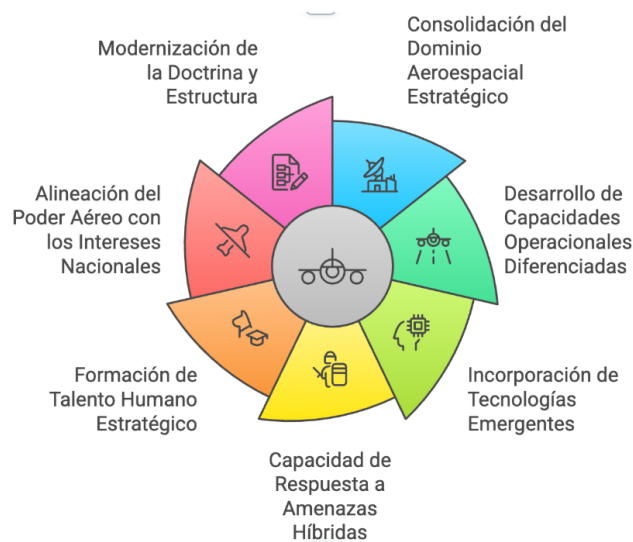 Consolidación del
Dominio
Aeroespacial
Estratégico
Desarrollo de
Capacidades
Operacionales
Diferenciadas
Incorporación de
Tecnologías
Emergentes
Capacidad de
Respuesta a
Amenazas
Híbridas
Formación de
Talento Humano
Estratégico
Alineación del
Poder Aéreo con
los Intereses
Nacionales
Modernización de
la Doctrina y
Estructura